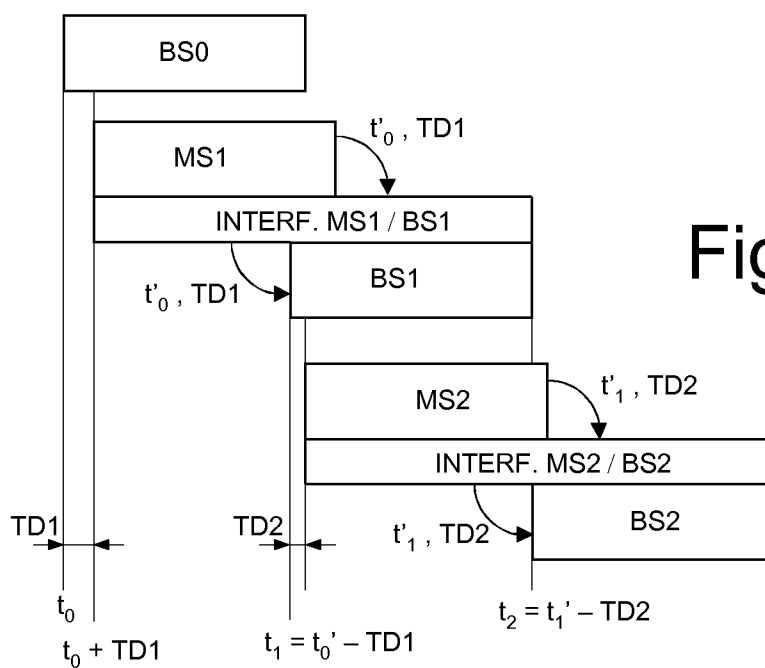 BS0
MS1
t'0 , TD1
INTERF. MS1 / BS1
Fig
t'0 , TD1
BS1
MS2
t'1 , TD2
INTERF. MS2 / BS2
TD1
TD2
t'1 , TD2
BS2
t0
t0 + TD1
t1 = t0' – TD1
t2 = t1' – TD2